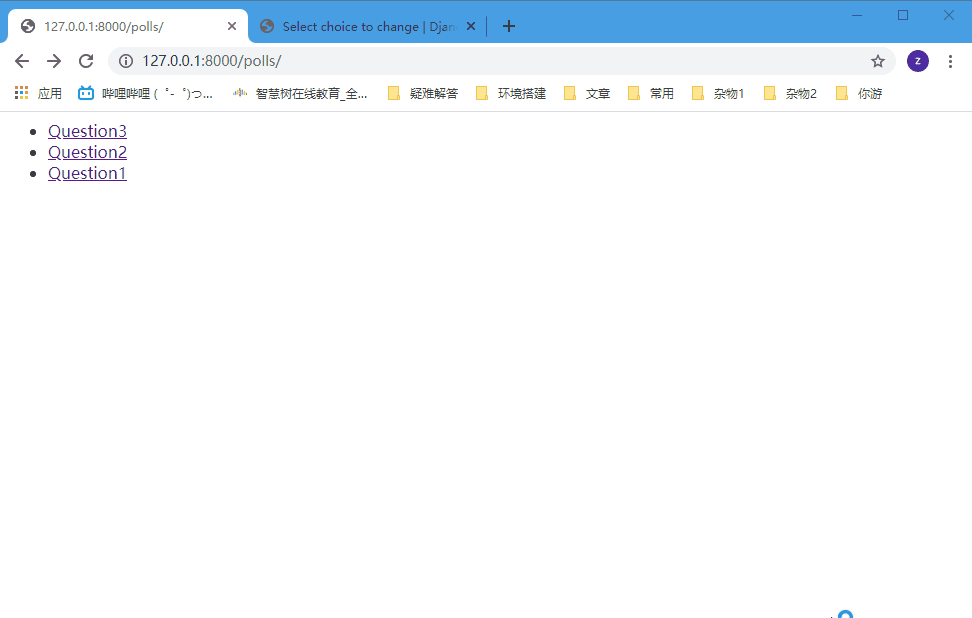 127.0.0.1:8000/polls/
Select choice to change | Djan
127.0.0.1:8000/polls/
z
应用
哔哩哔哩 ( ゜- ゜)つ...
智慧树在线教育_全...
疑难解答
环境搭建
文章
常用
杂物1
杂物2
你游
Question3
Question2
Question1